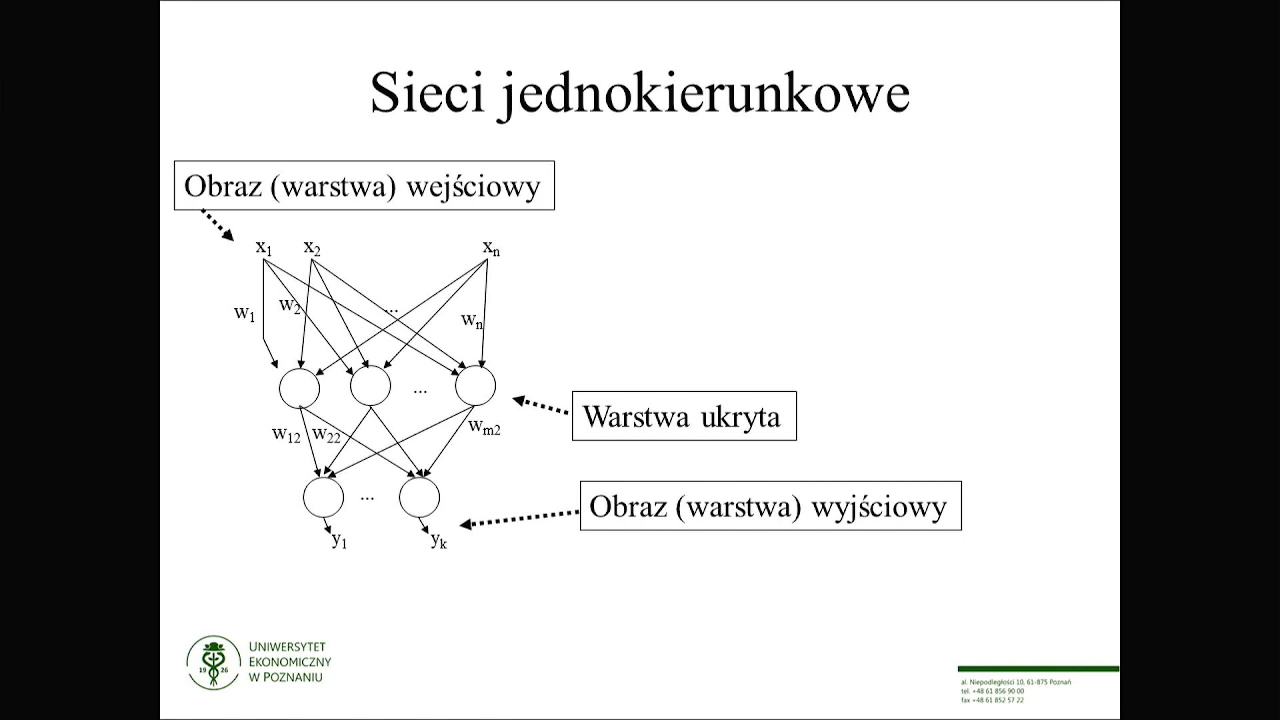 Sieci jednokierunkowe
Obraz (warstwa) wejściowy
x1 x2 xn
w1 w2 ... wn
...
Warstwa ukryta
w12 w22 wm2
...
Obraz (warstwa) wyjściowy
y1 yk
UNIWERSYTET
EKONOMICZNY
W POZNANIU
19 26
al. Niepodległości 10, 61-875 Poznań
tel. +48 61 856 90 00
fax +48 61 852 57 22